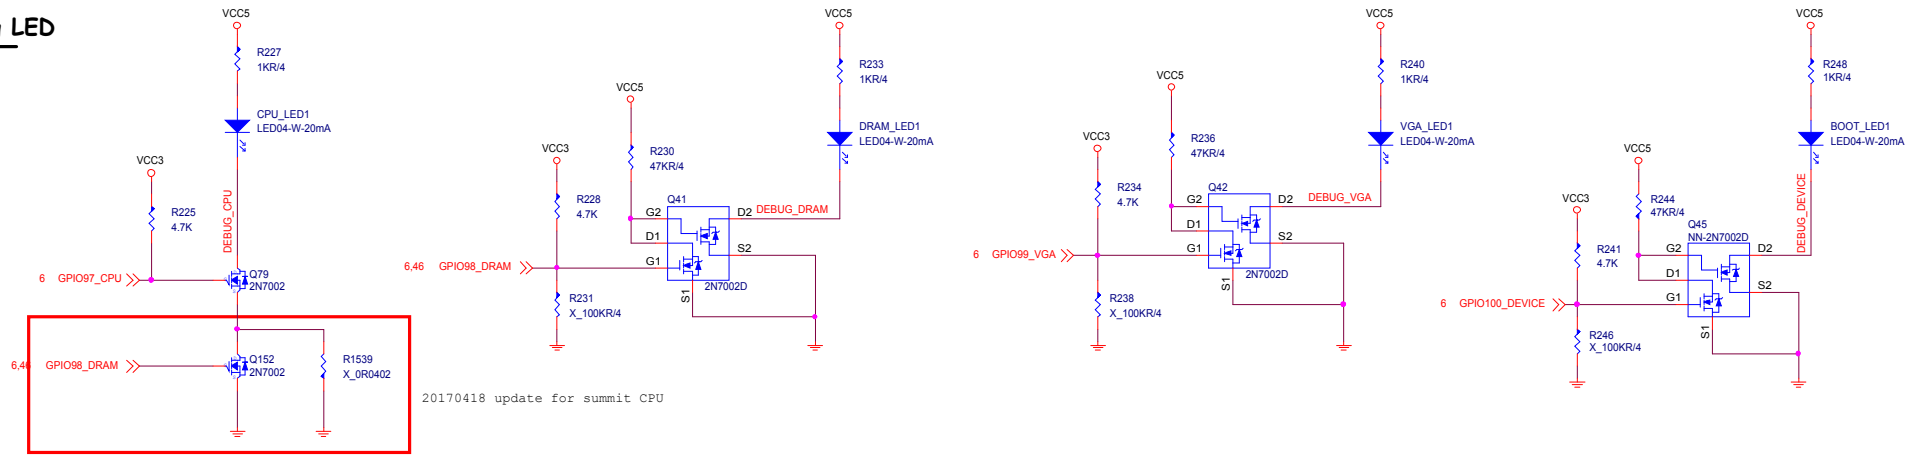 LED
VCC5
R227
1KR/4
CPU_LED1
LED04-W-20mA
VCC3
R225
4.7K
DEBUG_CPU
6 GPIO97_CPU
Q79
2N7002
GPIO98_DRAM
Q152
2N7002
R1539
X_0R0402
20170418 update for summit CPU
VCC5
R233
1KR/4
DRAM_LED1
LED04-W-20mA
VCC5
R230
47KR/4
VCC3
R228
4.7K
Q41
G2
D2
DEBUG_DRAM
D1
S2
6,46 GPIO98_DRAM
G1
S1
2N7002D
R231
X_100KR/4
VCC5
R240
1KR/4
VGA_LED1
LED04-W-20mA
VCC5
R236
47KR/4
VCC3
R234
4.7K
Q42
G2
D2
DEBUG_VGA
D1
S2
6 GPIO99_VGA
G1
S1
2N7002D
R238
X_100KR/4
VCC5
R248
1KR/4
BOOT_LED1
LED04-W-20mA
VCC5
R244
47KR/4
VCC3
R241
4.7K
Q45
NN-2N7002D
G2
D2
DEBUG_DEVICE
D1
S2
6 GPIO100_DEVICE
G1
S1
R246
X_100KR/4